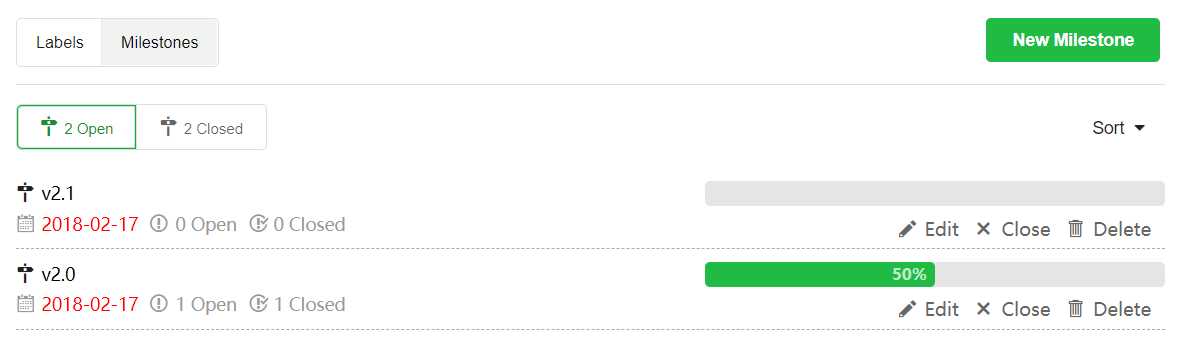 Labels Milestones New Milestone
2 Open 2 Closed Sort
v2.1
2018-02-17 0 Open 0 Closed Edit Close Delete
v2.0 50%
2018-02-17 1 Open 1 Closed Edit Close Delete